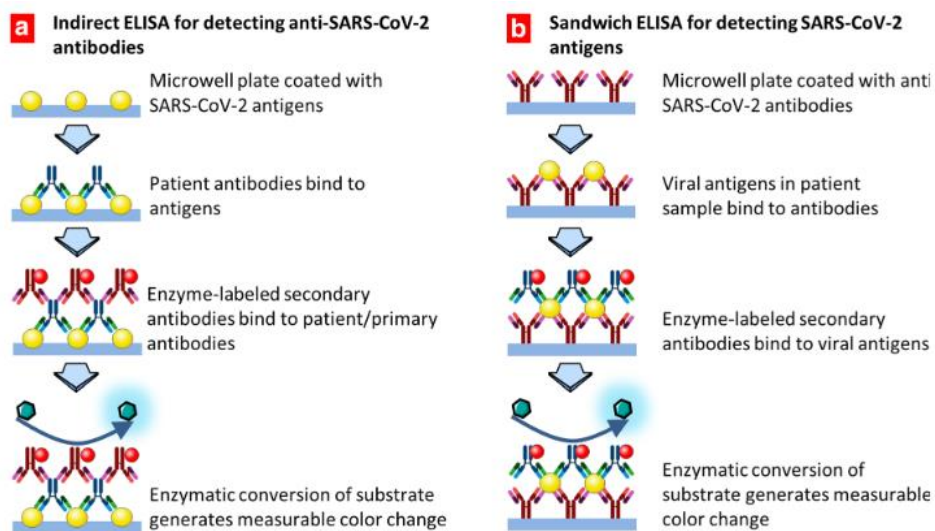 a Indirect ELISA for detecting anti-SARS-CoV-2
antibodies
Microwell plate coated with
SARS-CoV-2 antigens
Patient antibodies bind to
antigens
Enzyme-labeled secondary
antibodies bind to patient/primary
antibodies
Enzymatic conversion of substrate
generates measurable color change
b Sandwich ELISA for detecting SARS-CoV-2
antigens
Microwell plate coated with anti
SARS-CoV-2 antibodies
Viral antigens in patient
sample bind to antibodies
Enzyme-labeled secondary
antibodies bind to viral antigens
Enzymatic conversion of
substrate generates measurable
color change